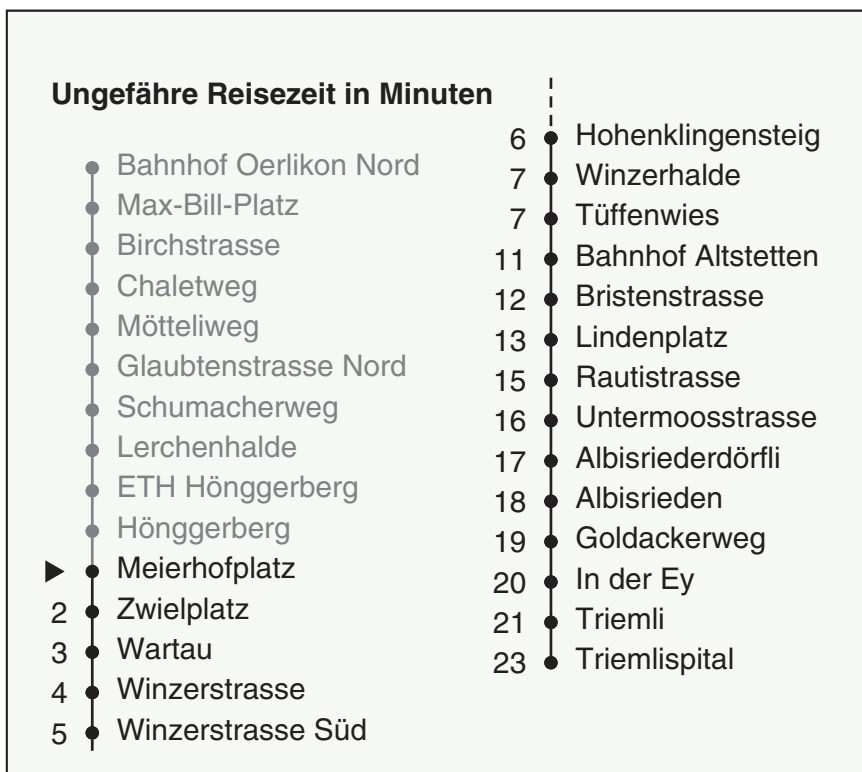 Ungefähre Reisezeit in Minuten
Bahnhof Oerlikon Nord
Max-Bill-Platz
Birchstrasse
Chaletweg
Mötteliweg
Glaubtenstrasse Nord
Schumacherweg
Lerchenhalde
ETH Hönggerberg
Hönggerberg
Meierhofplatz
2 Zwielplatz
3 Wartau
4 Winzerstrasse
5 Winzerstrasse Süd
6 Hohenklingensteig
7 Winzerhalde
7 Tüffenwies
11 Bahnhof Altstetten
12 Bristenstrasse
13 Lindenplatz
15 Rautistrasse
16 Untermoosstrasse
17 Albisriederdörfli
18 Albisrieden
19 Goldackerweg
20 In der Ey
21 Triemli
23 Triemlispital